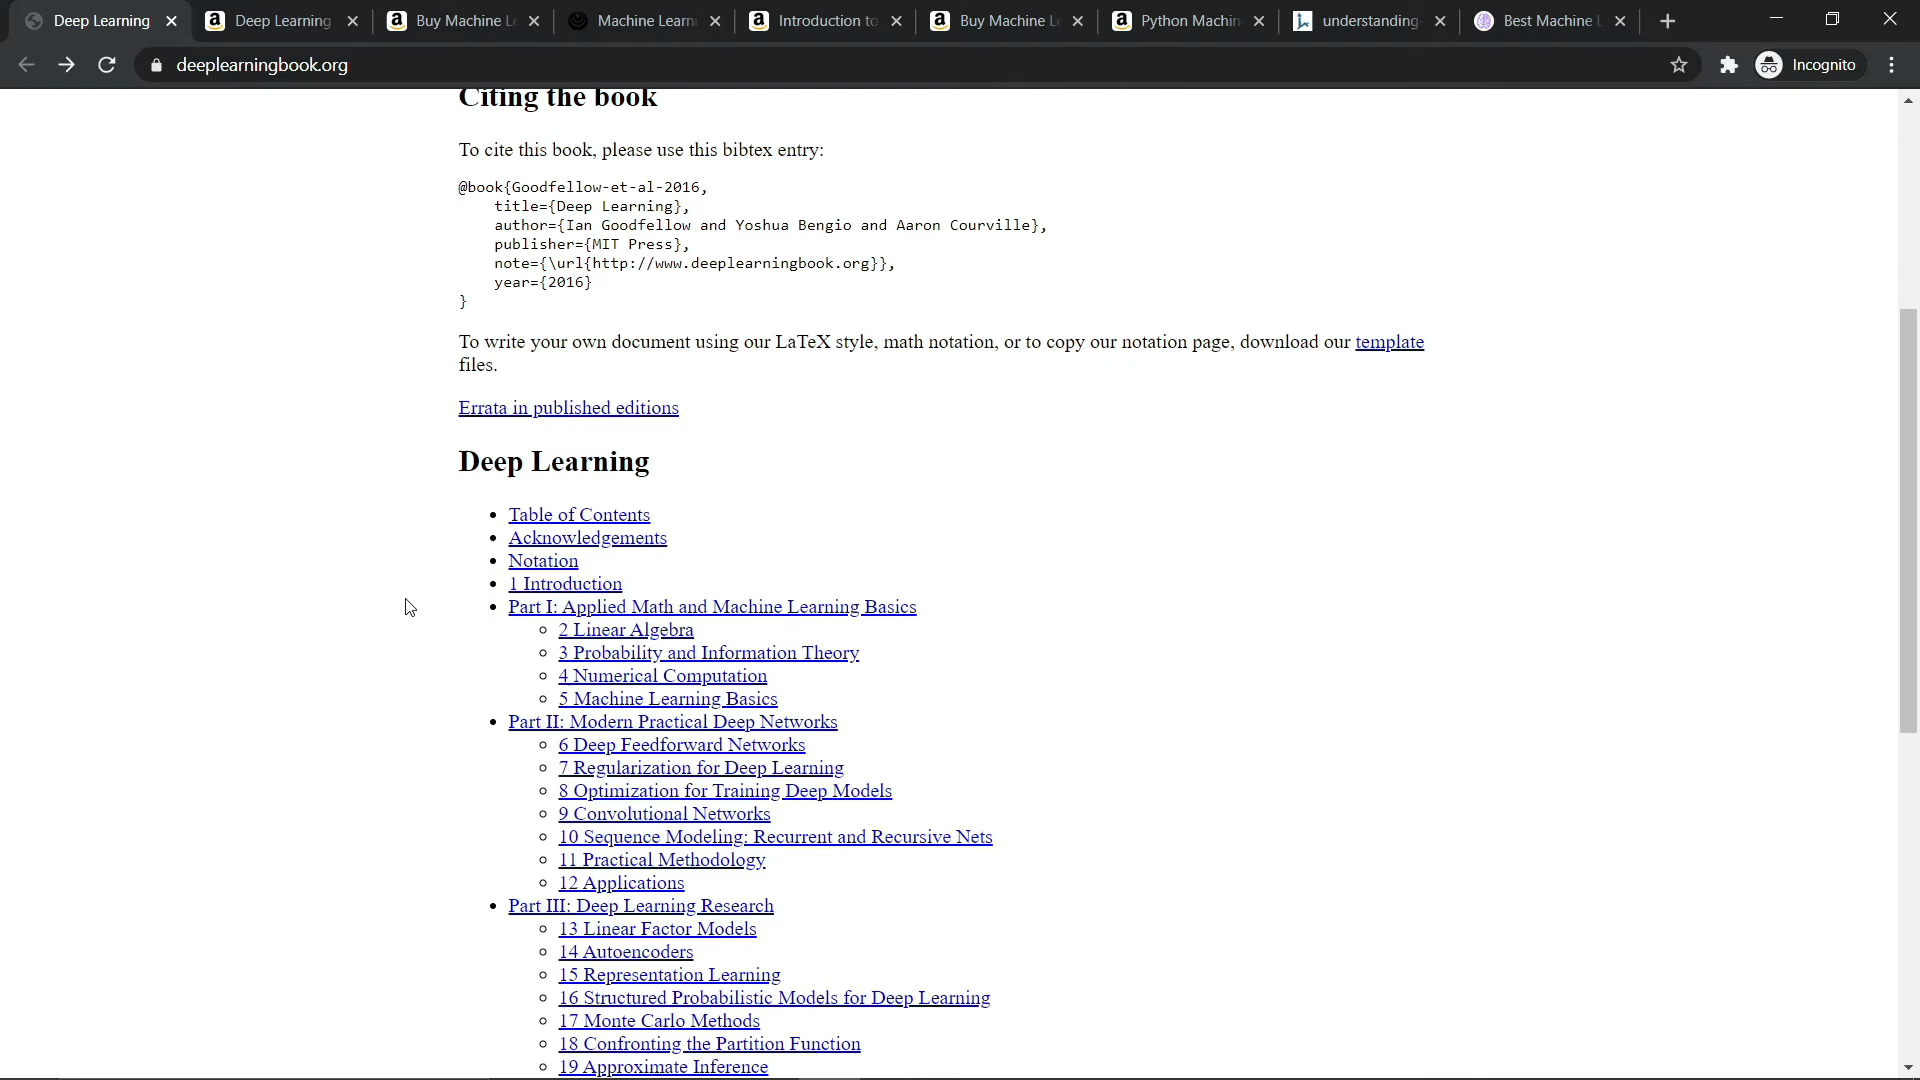 Deep Learning
Deep Learning
Buy Machine L
Machine Learni
Introduction to
Buy Machine Le
Python Machin
understanding-
Best Machine L
deeplearningbook.org
Incognito
Citing the book
To cite this book, please use this bibtex entry:
@book{Goodfellow-et-al-2016,
title={Deep Learning},
author={Ian Goodfellow and Yoshua Bengio and Aaron Courville},
publisher={MIT Press},
note={\url{http://www.deeplearningbook.org}},
year={2016}
}
To write your own document using our LaTeX style, math notation, or to copy our notation page, download our template
files.
Errata in published editions
Deep Learning
• Table of Contents
• Acknowledgements
• Notation
• 1 Introduction
• Part I: Applied Math and Machine Learning Basics
○ 2 Linear Algebra
○ 3 Probability and Information Theory
○ 4 Numerical Computation
○ 5 Machine Learning Basics
• Part II: Modern Practical Deep Networks
○ 6 Deep Feedforward Networks
○ 7 Regularization for Deep Learning
○ 8 Optimization for Training Deep Models
○ 9 Convolutional Networks
○ 10 Sequence Modeling: Recurrent and Recursive Nets
○ 11 Practical Methodology
○ 12 Applications
• Part III: Deep Learning Research
○ 13 Linear Factor Models
○ 14 Autoencoders
○ 15 Representation Learning
○ 16 Structured Probabilistic Models for Deep Learning
○ 17 Monte Carlo Methods
○ 18 Confronting the Partition Function
○ 19 Approximate Inference